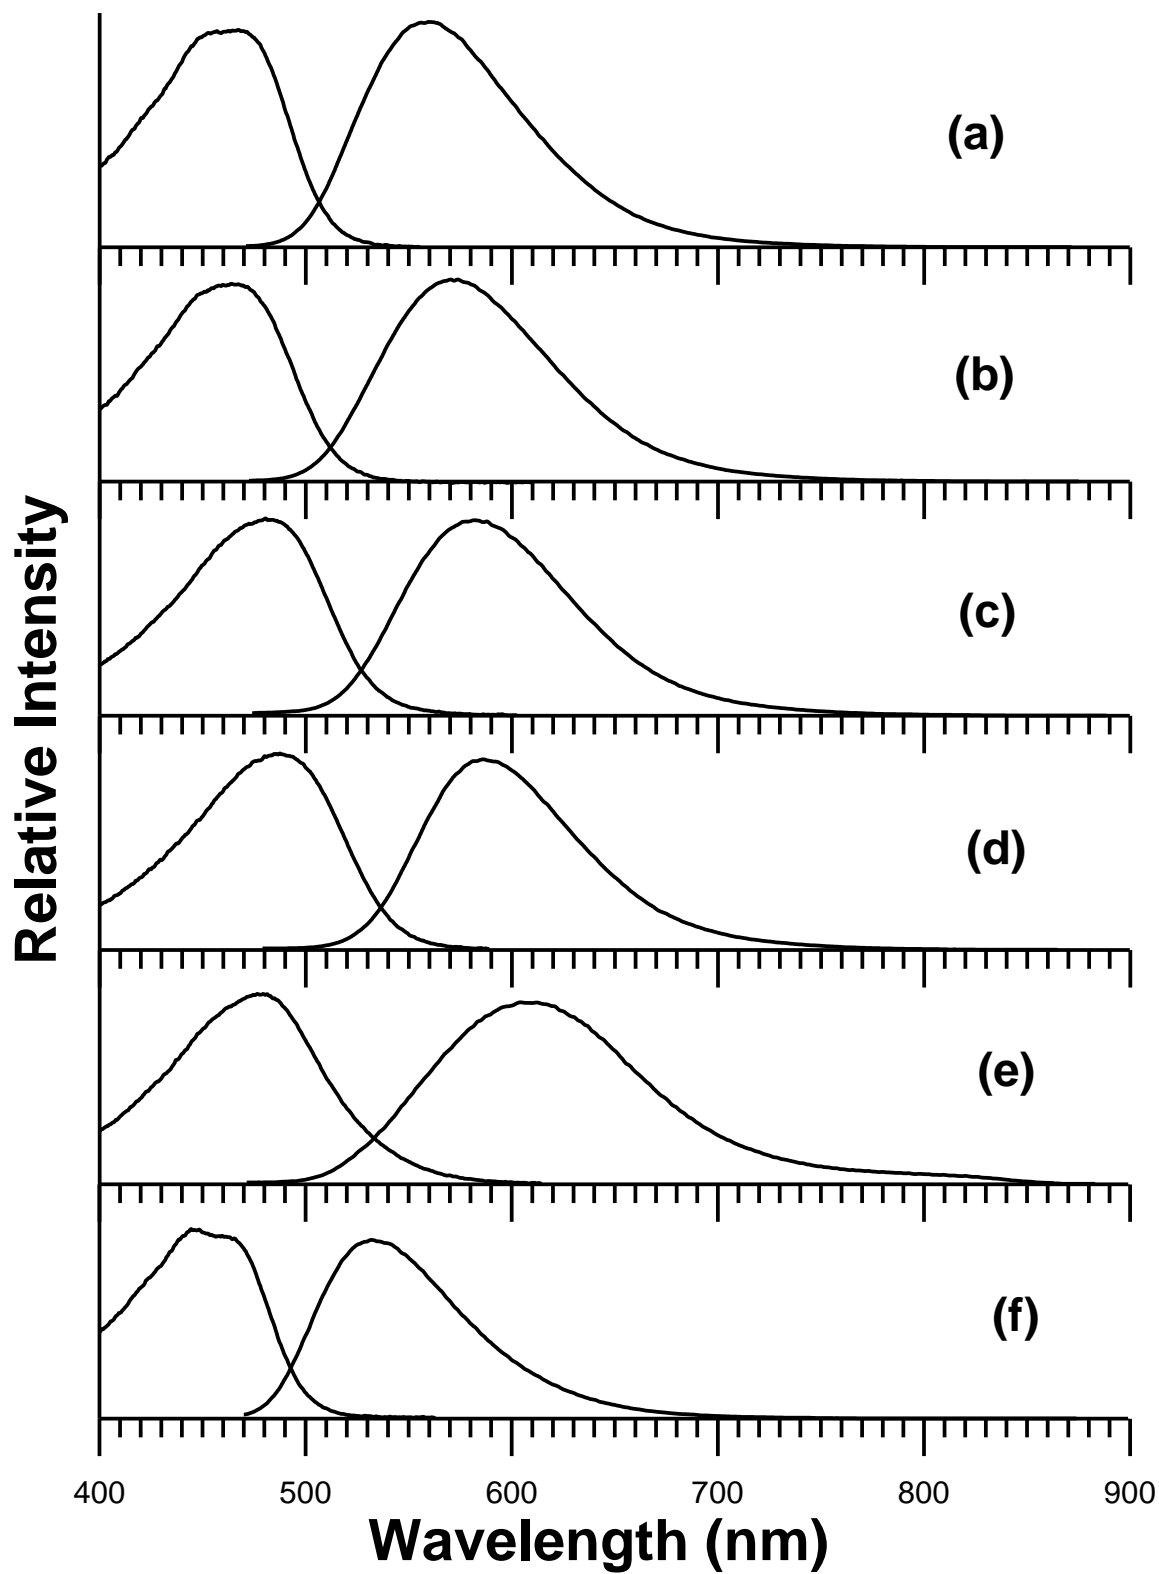 (a)
(b)
(c)
(d)
(e)
(f)
Relative Intensity
400 500 600 700 800 900
Wavelength (nm)